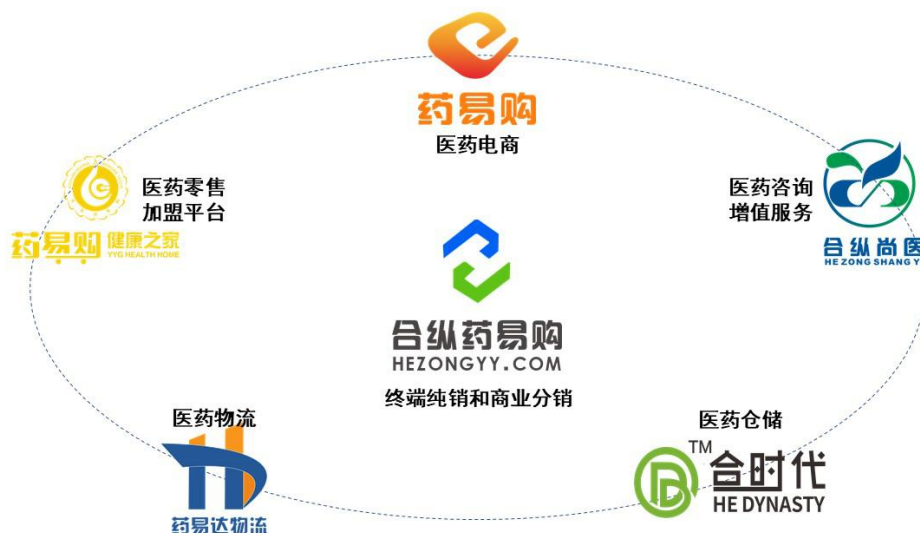 药易购
医药电商
医药零售
加盟平台
药易购 健康之家
YYG HEALTH HOME
医药咨询
增值服务
合纵尚医
HE ZONG SHANG Y
合纵药易购
HEZONGYY.COM
终端纯销和商业分销
医药物流
药易达物流
医药仓储
TM
合时代
HE DYNASTY